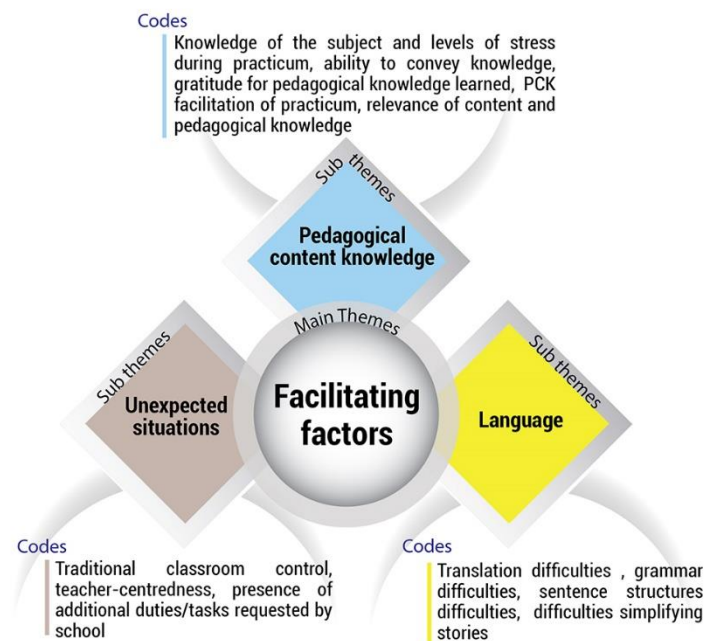 Codes
Knowledge of the subject and levels of stress
during practicum, ability to convey knowledge,
gratitude for pedagogical knowledge learned, PCK
facilitation of practicum, relevance of content and
pedagogical knowledge
Sub themes
Pedagogical
content knowledge
Main Themes
Facilitating
factors
Sub themes
Unexpected
situations
Sub themes
Language
Codes
Traditional classroom control,
teacher-centredness, presence of
additional duties/tasks requested by
school
Codes
Translation difficulties , grammar
difficulties, sentence structures
difficulties, difficulties simplifying
stories